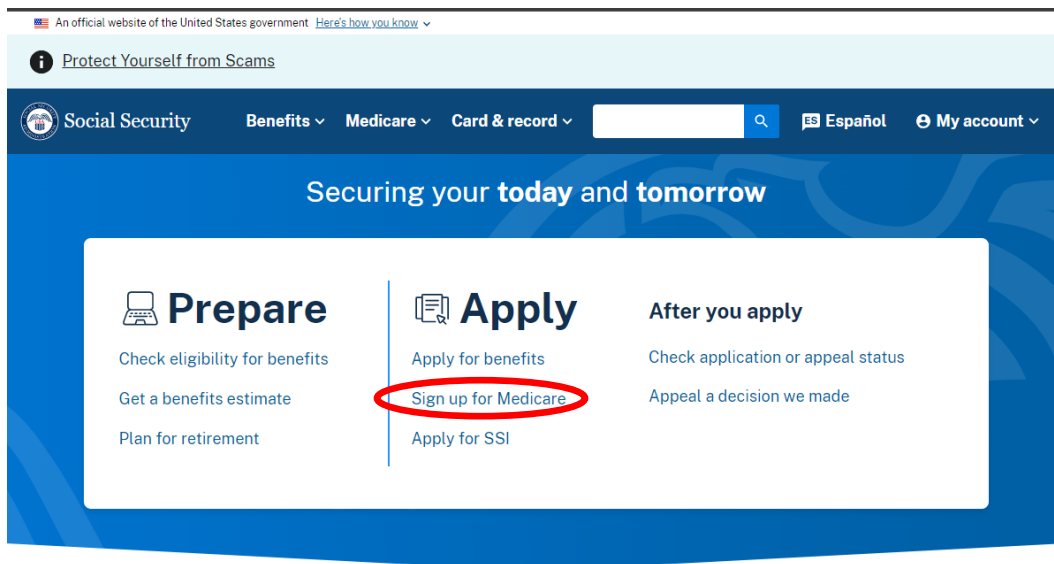 An official website of the United States government Here's how you know
Protect Yourself from Scams
Social Security Benefits Medicare Card & record ES Español My account
Securing your today and tomorrow
Prepare
Check eligibility for benefits
Get a benefits estimate
Plan for retirement
Apply
Apply for benefits
Sign up for Medicare
Apply for SSI
After you apply
Check application or appeal status
Appeal a decision we made